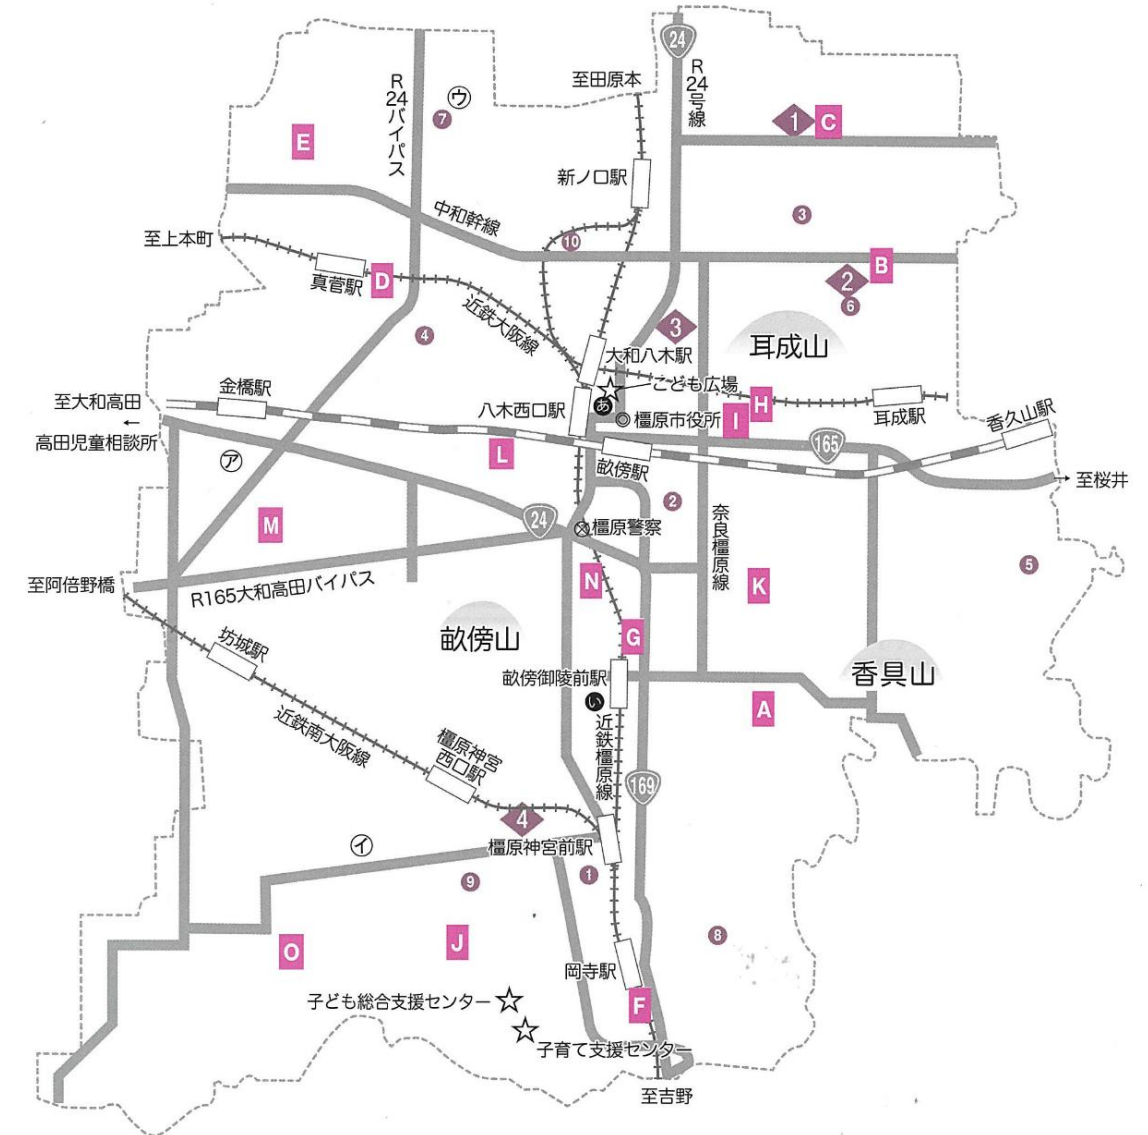 24
至田原本
R24号線
R24バイパス
ウ
7
1
C
E
新ノ口駅
3
中和幹線
至上本町
10
B
真菅駅
D
2
6
近鉄大阪線
4
3
耳成山
大和八木駅
こども広場
金橋駅
至大和高田
←
高田児童相談所
八木西口駅
あ
橿原市役所
I
H
耳成駅
香久山駅
165
L
ア
畝傍駅
→至桜井
2
M
24
橿原警察
奈良橿原線
5
至阿倍野橋
R165大和高田バイパス
N
K
畝傍山
G
坊城駅
香具山
畝傍御陵前駅
い
A
近鉄南大阪線
橿原神宮
西口駅
近鉄橿原線
169
4
橿原神宮前駅
イ
9
1
8
O
J
岡寺駅
子ども総合支援センター
F
子育て支援センター
至吉野